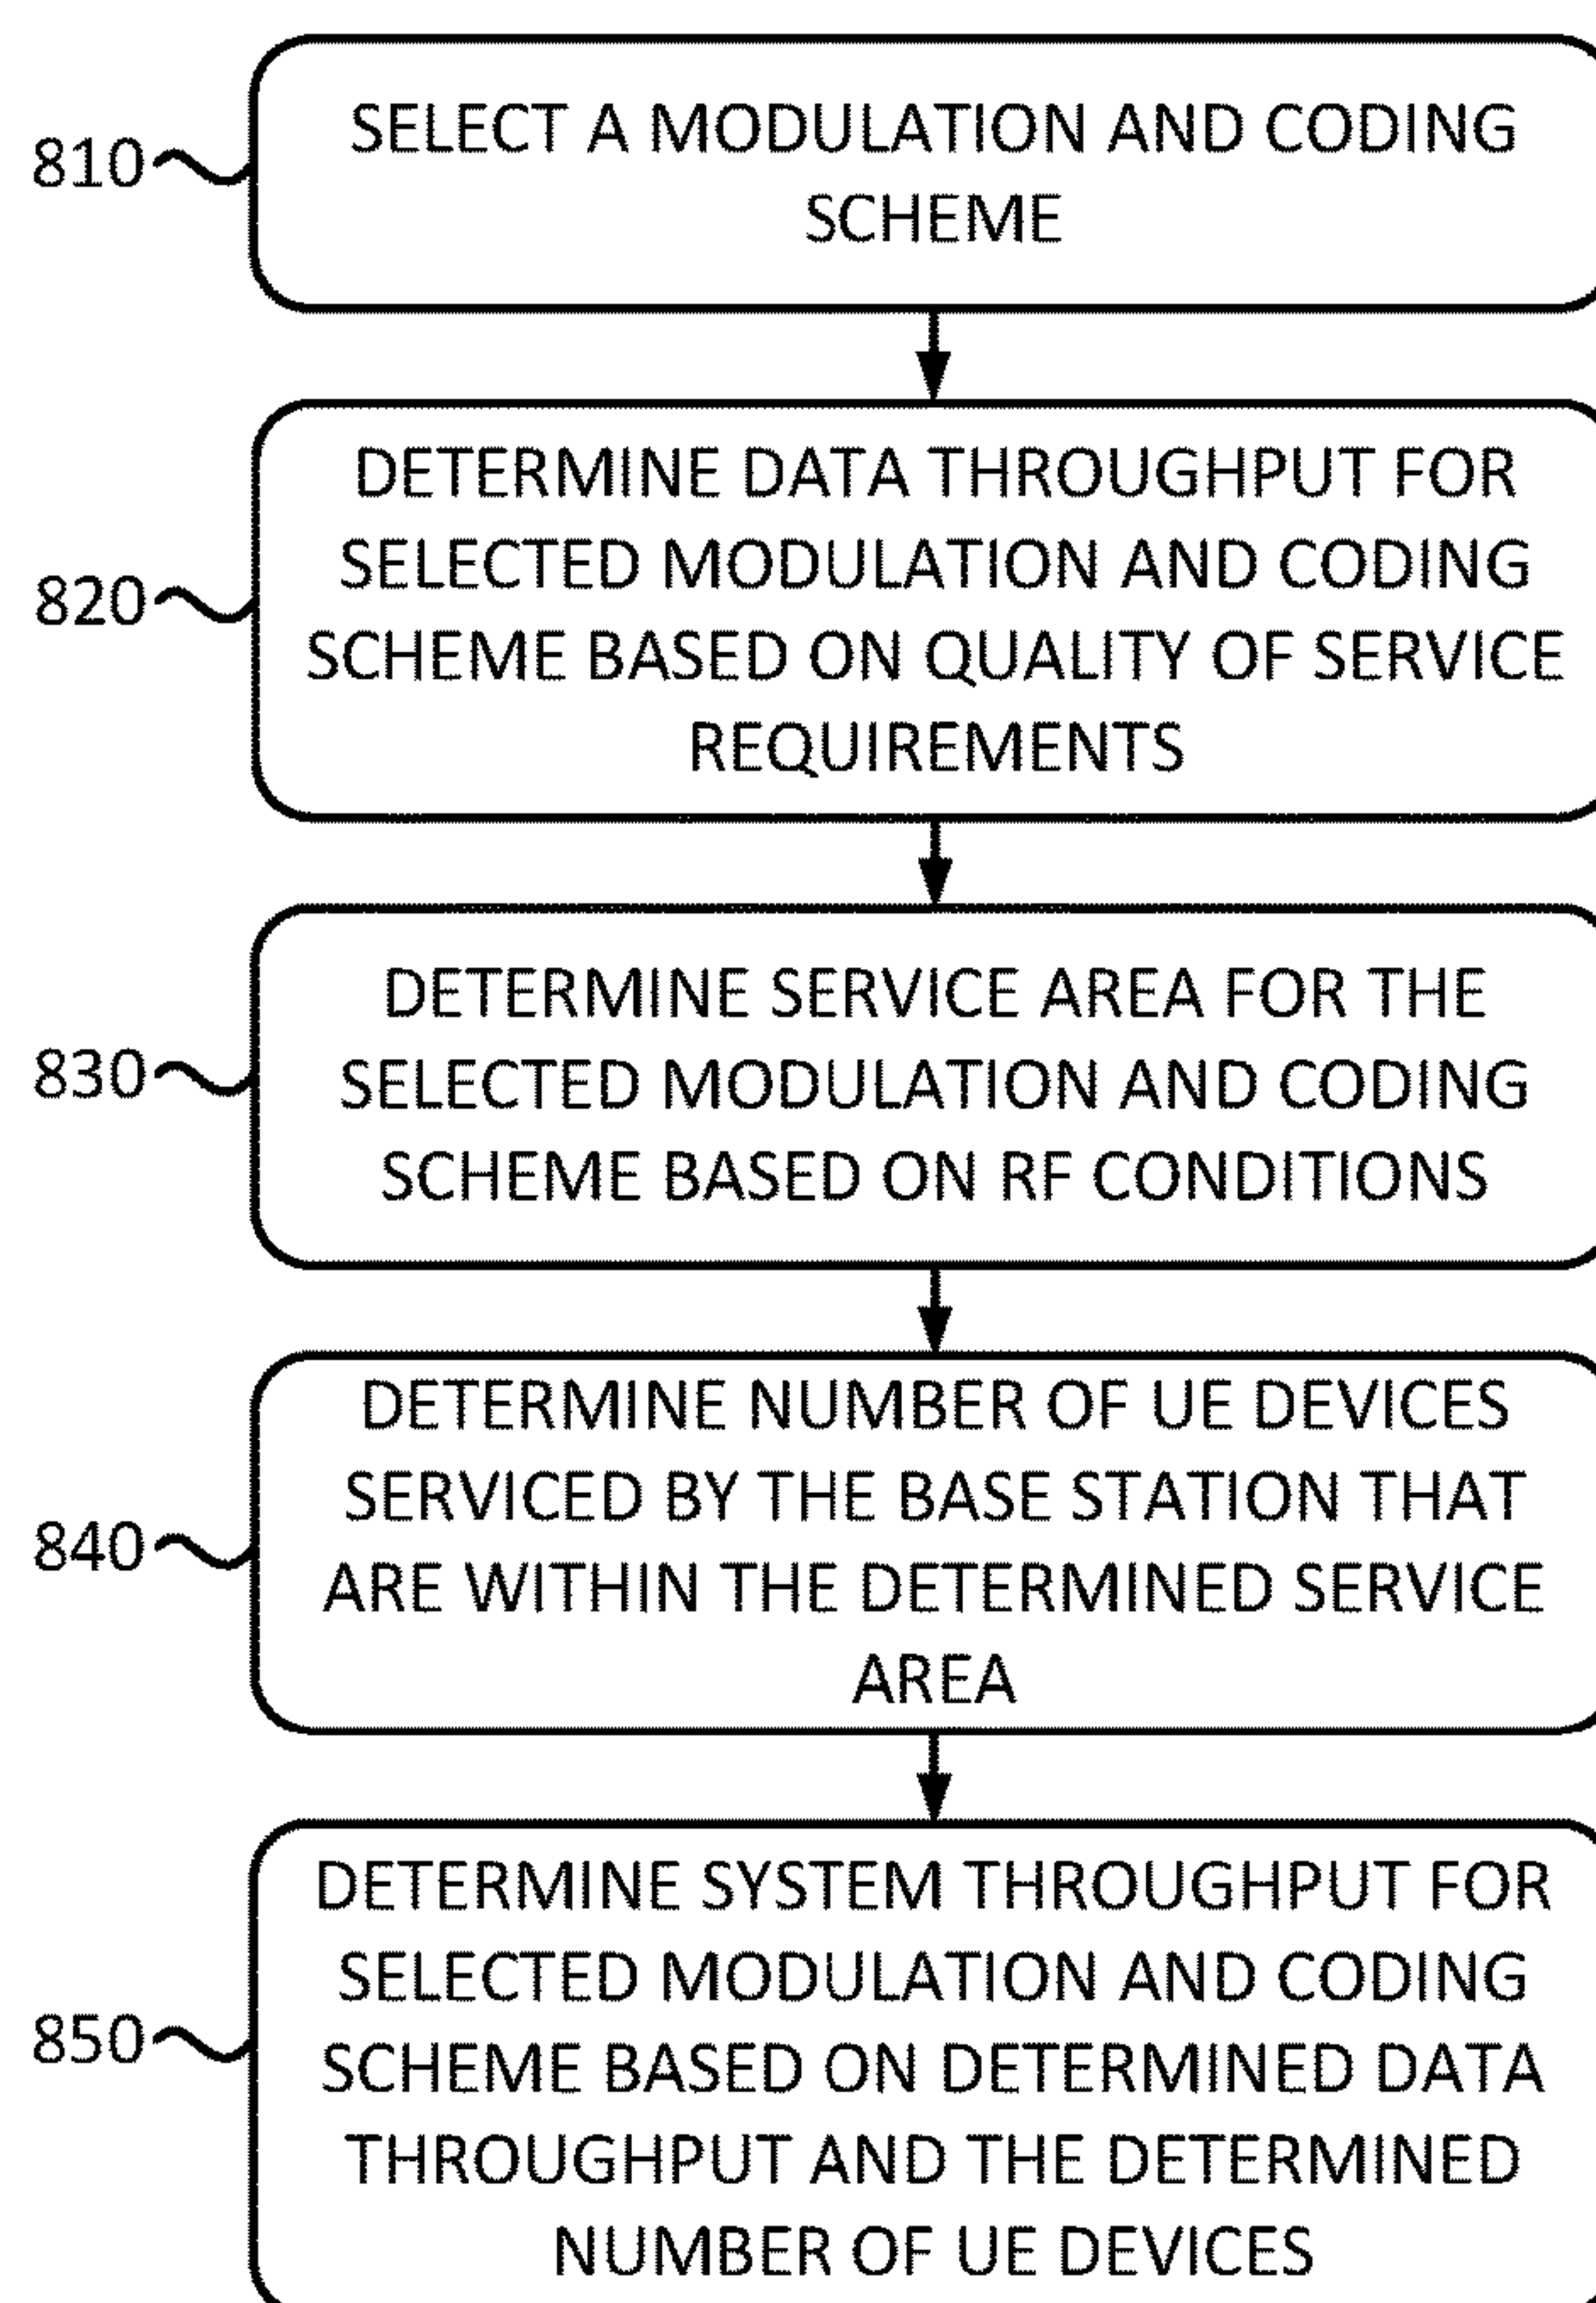 810
SELECT A MODULATION AND CODING
SCHEME
820
DETERMINE DATA THROUGHPUT FOR
SELECTED MODULATION AND CODING
SCHEME BASED ON QUALITY OF SERVICE
REQUIREMENTS
830
DETERMINE SERVICE AREA FOR THE
SELECTED MODULATION AND CODING
SCHEME BASED ON RF CONDITIONS
840
DETERMINE NUMBER OF UE DEVICES
SERVICED BY THE BASE STATION THAT
ARE WITHIN THE DETERMINED SERVICE
AREA
850
DETERMINE SYSTEM THROUGHPUT FOR
SELECTED MODULATION AND CODING
SCHEME BASED ON DETERMINED DATA
THROUGHPUT AND THE DETERMINED
NUMBER OF UE DEVICES